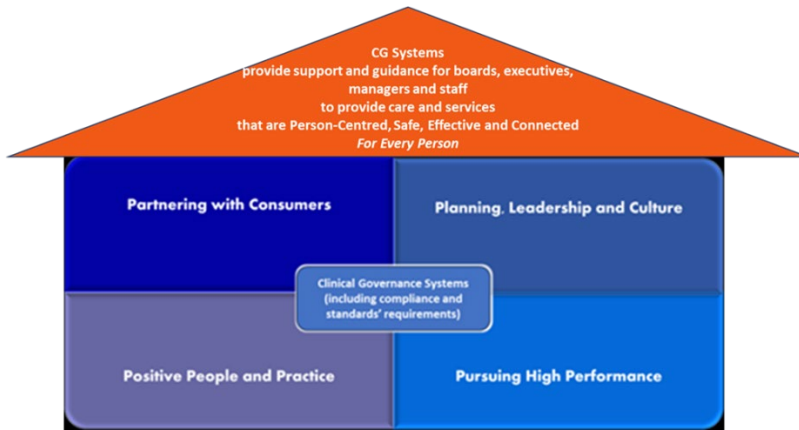 CG Systems
provide support and guidance for boards, executives,
managers and staff
to provide care and services
that are Person-Centred, Safe, Effective and Connected
For Every Person
Partnering with Consumers
Planning, Leadership and Culture
Clinical Governance Systems
(including compliance and
standards' requirements)
Positive People and Practice
Pursuing High Performance